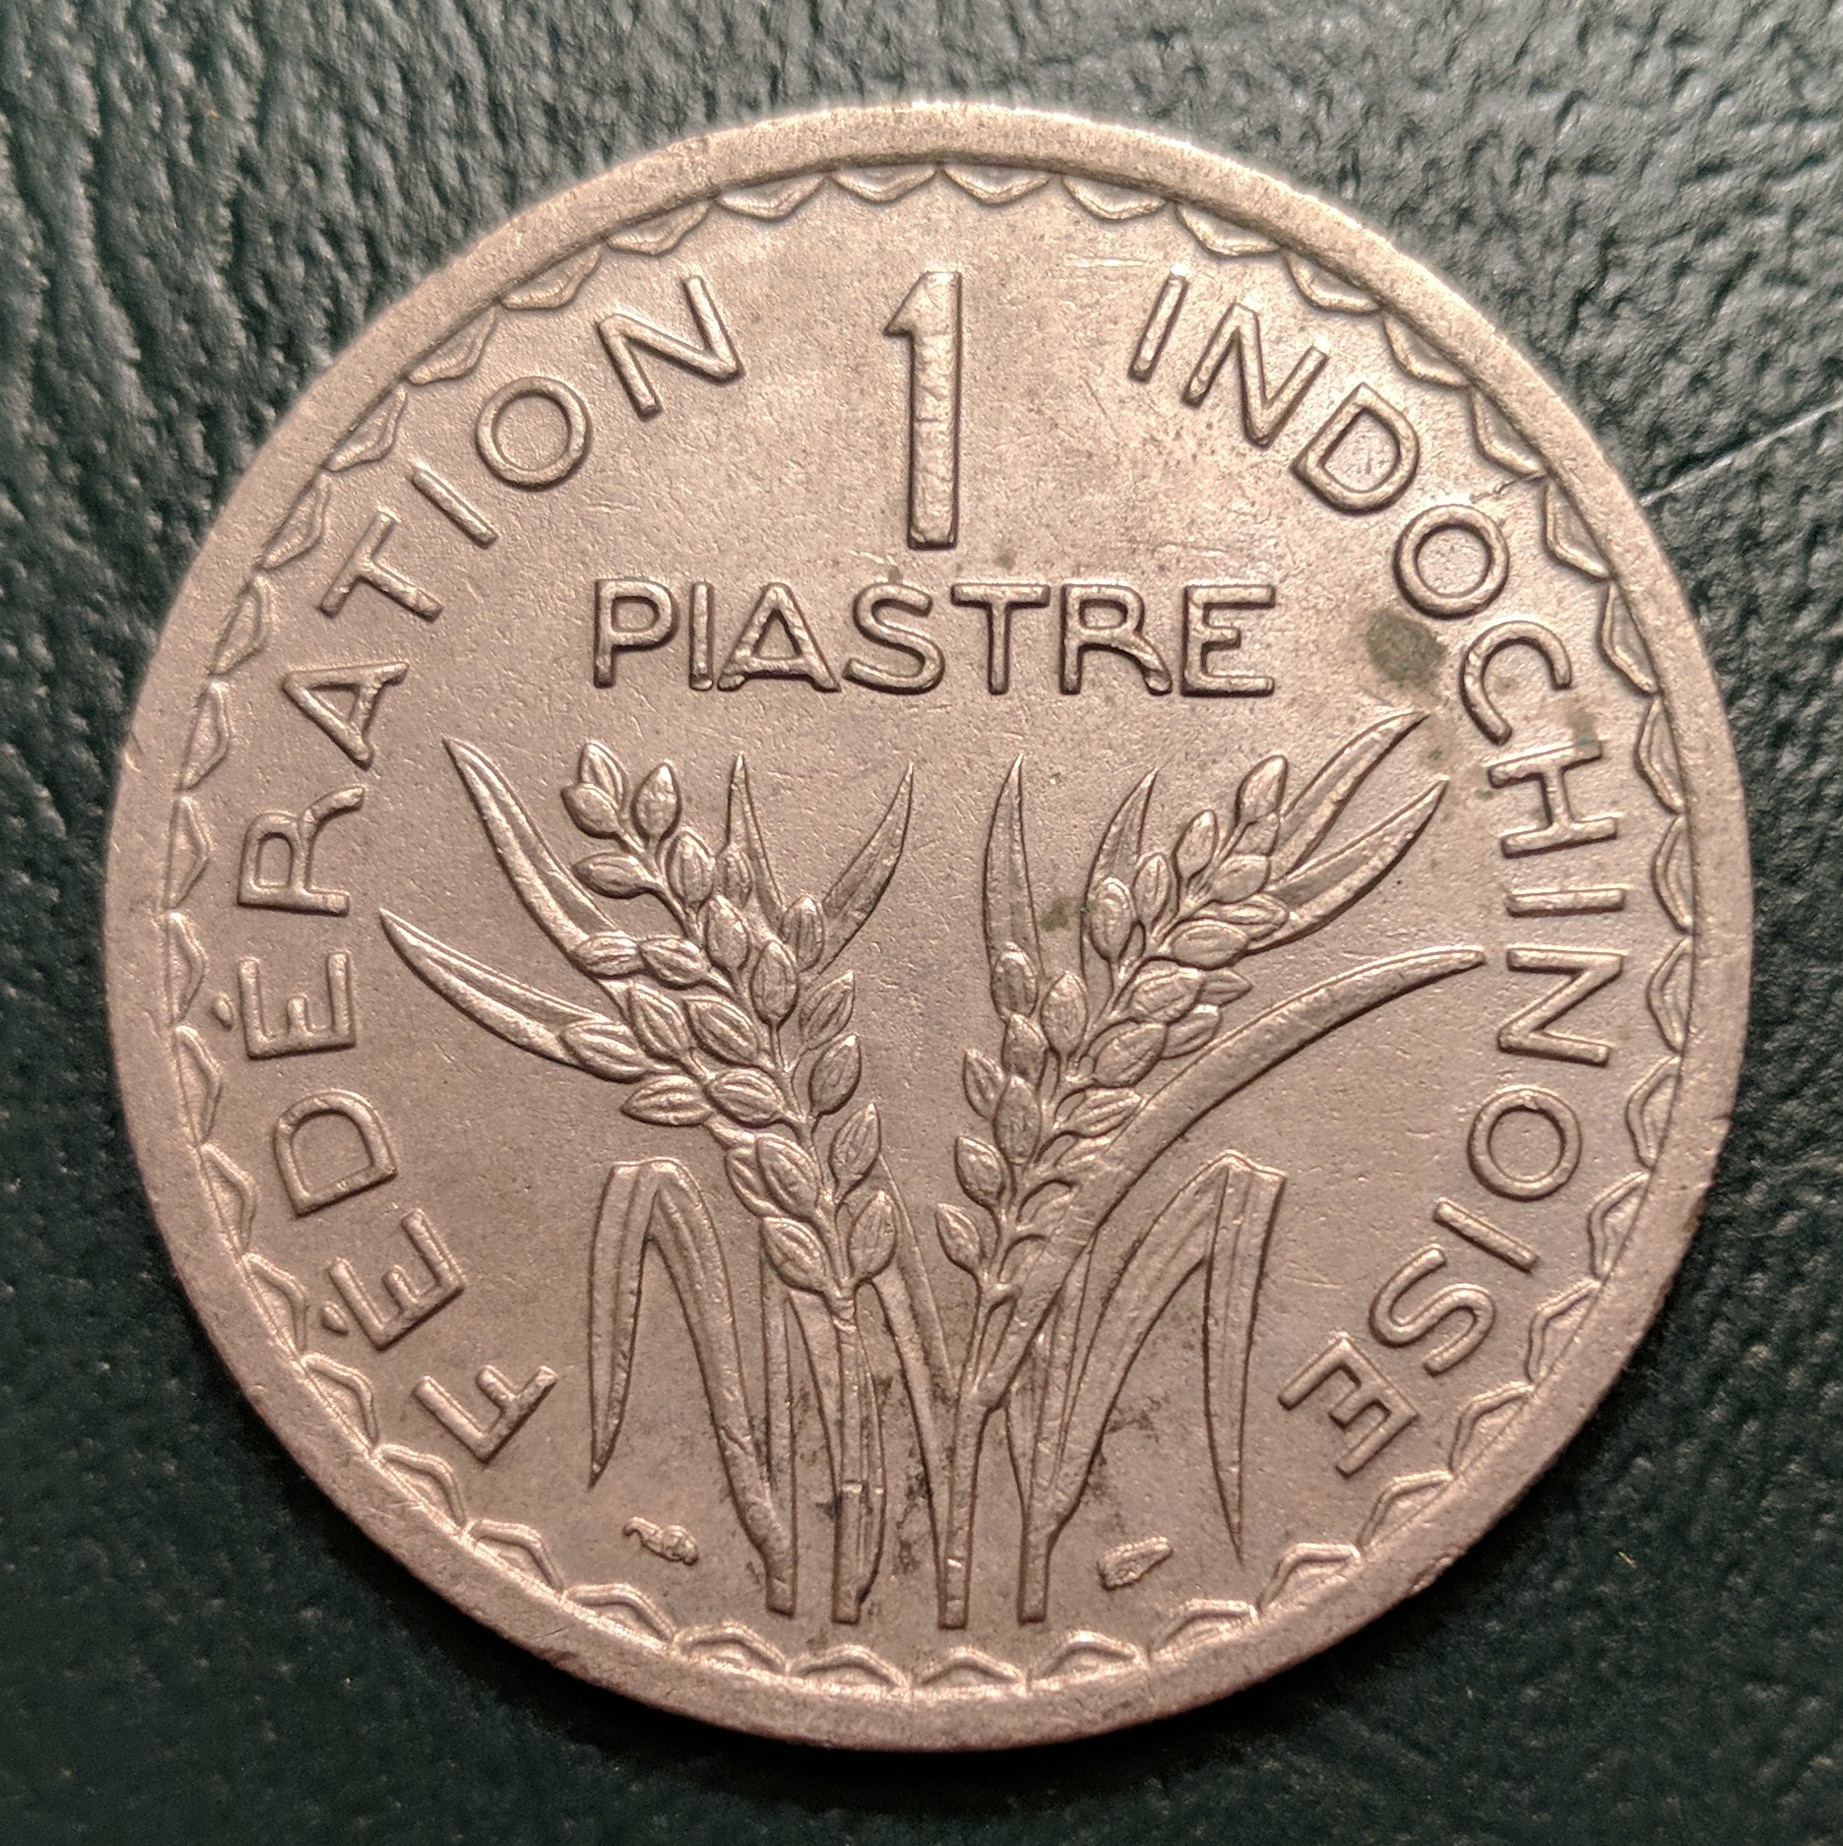 FÉDÉRATION INDOCHINOISE
1
PIASTRE